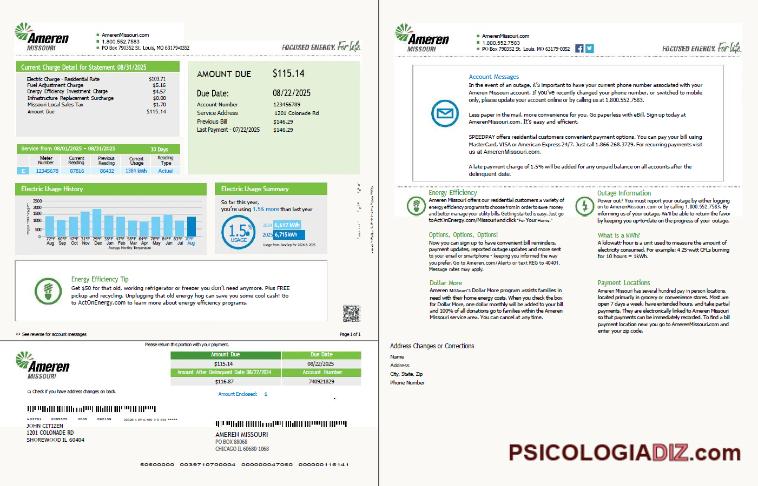 Ameren
MISSOURI
AmerenMissouri.com
1.800.552.7583
PO Box 790352 St. Louis, MO 63179-0352
FOCUSED ENERGY. For life.
Current Charge Detail for Statement 08/31/2025
Electric Charge - Residential Rate $103.71
Fuel Adjustment Charge $5.16
Energy Efficiency Investment Charge $4.57
Infrastructure Replacement Surcharge $0.00
Missouri Local Sales Tax $1.70
Amount Due $115.14
AMOUNT DUE $115.14
Due Date: 08/22/2025
Account Number 123456789
Service Address 1201 Colonade Rd
Previous Bill $146.29
Last Payment - 07/22/2025 $146.29
Service from 08/01/2025 - 08/31/2025 33 Days
Meter Number Current Reading Previous Reading Current Usage Reading Type
E 12345678 87816 86432 1384 kWh Actual
Electric Usage History
Aug Sep Oct Nov Dec Jan Feb Mar Apr May Jun Jul Aug
Average Monthly Temperature
Electric Usage Summary
So far this year,
you're using 1.5% more than last year
1.5%
USAGE
2024 6,617 kWh
2025 6,715 kWh
Energy Efficiency Tip
Get $50 for that old, working refrigerator or freezer you don't need anymore. Plus FREE
pickup and recycling. Unplugging that old energy hog can save you some cool cash! Go
to ActOnEnergy.com to learn more about energy efficiency programs.
>> See reverse for account messages
Page 1 of 1
Please return this portion with your payment.
Ameren
MISSOURI
Amount Due Due Date
$115.14 08/22/2025
Amount After Delinquent Date 08/22/2024 Account Number
$116.87 740921829
Amount Enclosed: $
Check if you have address changes on back.
JOHN CITIZEN
1201 COLONADE RD
SHOREWOOD IL 60404
AMEREN MISSOURI
PO BOX 88068
CHICAGO IL 60680-1068
Ameren
MISSOURI
AmerenMissouri.com
1.800.552.7583
PO Box 790352 St. Louis, MO 63179-0352
FOCUSED ENERGY. For life.
Account Messages
In the event of an outage, it's important to have your current phone number associated with your
Ameren Missouri account. If you've recently changed your phone number, or switched to mobile
only, please update your account online or by calling us at 1.800.552.7583.
Less paper in the mail, more convenience for you. Go paperless with eBill. Sign up today at
AmerenMissouri.com. It's easy and efficient.
SPEEDPAY offers residential customers convenient payment options. You can pay your bill using
MasterCard, VISA or American Express 24/7. Just call 1.866.268.3729. For recurring payments visit
us at AmerenMissouri.com.
A late payment charge of 1.5% will be added for any unpaid balance on all accounts after the
delinquent date.
Energy Efficiency
Ameren Missouri offers our residential customers a variety of
energy efficiency programs to choose from in order to save money
and better manage your utility bills. Getting started is easy. Just go
to ActOnEnergy.com/Missouri and click "For Your Home".
Options, Options, Options!
Now you can sign up to have convenient bill reminders,
payment updates, reported outage updates and more sent
to your email or smartphone - keeping you informed the way
you prefer. Go to Ameren.com/Alerts or text REG to 40401.
Message rates may apply.
Dollar More
Ameren Missouri's Dollar More program assists families in
need with their home energy costs. When you check the box
for Dollar More, one dollar monthly will be added to your bill
and 100% of all donations go to families within the Ameren
Missouri service area. You can cancel at any time.
Outage Information
Power out? You must report your outage by either logging
on to AmerenMissouri.com or by calling 1.800.552.7583. By
informing us of your outage, we'll be able to return the favor
by keeping you updated on the progress of your outage.
What is a kWh?
A kilowatt-hour is a unit used to measure the amount of
electricity consumed. For example: 4 25-watt CFLs burning
for 10 hours = 1kWh.
Payment Locations
Ameren Missouri has several hundred pay in person locations,
located primarily in grocery or convenience stores. Most are
open 7 days a week, have extended hours, and take partial
payments. They are electronically linked to Ameren Missouri
so that payments can be immediately recorded. To find a bill
payment location near you go to AmerenMissouri.com and
enter your zip code.
Address Changes or Corrections
Name
Address
City, State, Zip
Phone Number
PSICOLOGIADIZ.com